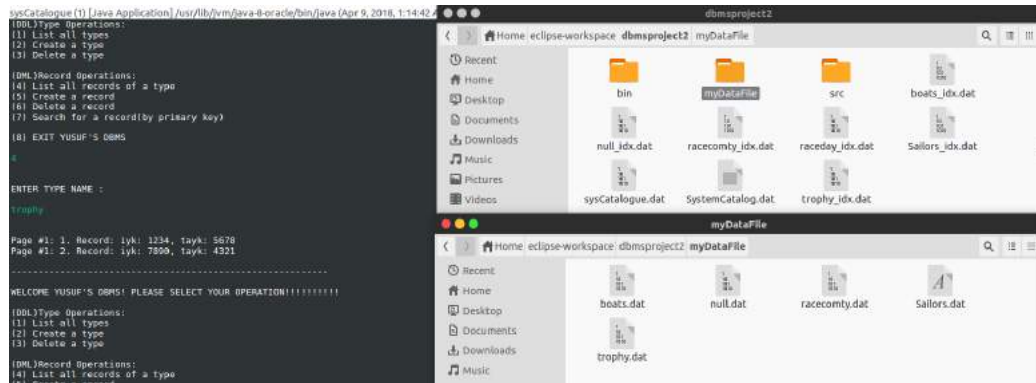 sysCatalogue (1) [Java Application] /usr/lib/jvm/java-8-oracle/bin/java (Apr 9, 2018, 1:14:42
(DDL)Type Operations:
(1) List all types
(2) Create a type
(3) Delete a type
(DML)Record Operations:
(4) List all records of a type
(5) Create a record
(6) Delete a record
(7) Search for a record(by primary key)
(8) EXIT YUSUF'S DBMS
4
ENTER TYPE NAME :
trophy
Page #1: 1. Record: iyk: 1234, tayk: 5678
Page #1: 2. Record: iyk: 7890, tayk: 4321
------------------------------------------------------------
WELCOME YUSUF'S DBMS! PLEASE SELECT YOUR OPERATION!!!!!!!!!!
(DDL)Type Operations:
(1) List all types
(2) Create a type
(3) Delete a type
(DML)Record Operations:
(4) List all records of a type
dbmsproject2
Home eclipse-workspace dbmsproject2 myDataFile
Recent
Home
Desktop
Documents
Downloads
Music
Pictures
Videos
bin
myDataFile
src
boats_idx.dat
null_idx.dat
racecomty_idx.dat
raceday_idx.dat
Sailors_idx.dat
sysCatalogue.dat
SystemCatalog.dat
trophy_idx.dat
myDataFile
Home eclipse-workspace dbmsproject2 myDataFile
Recent
Home
Desktop
Documents
Downloads
Music
boats.dat
null.dat
racecomty.dat
Sailors.dat
trophy.dat